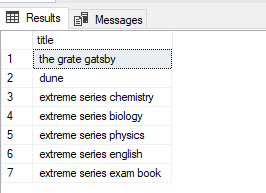 Results Messages
title
1 the grate gatsby
2 dune
3 extreme series chemistry
4 extreme series biology
5 extreme series physics
6 extreme series english
7 extreme series exam book